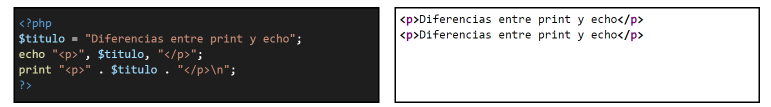 <?php
$titulo = "Diferencias entre print y echo";
echo "<p>", $titulo, "</p>";
print "<p>" . $titulo . "</p>\n";
?>
<p>Diferencias entre print y echo</p>
<p>Diferencias entre print y echo</p>